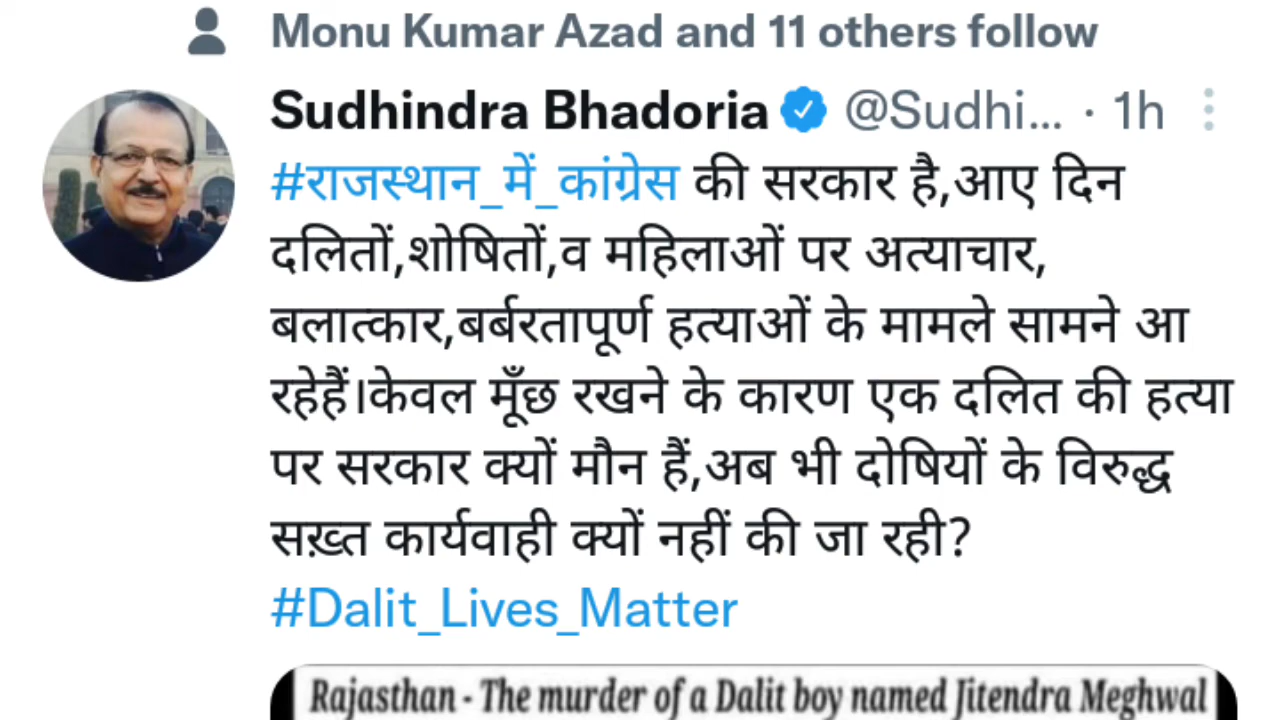 Monu Kumar Azad and 11 others follow
Sudhindra Bhadoria @Sudhi... · 1h
#राजस्थान_में_कांग्रेस की सरकार है,आए दिन
दलितों,शोषितों,व महिलाओं पर अत्याचार,
बलात्कार,बर्बरतापूर्ण हत्याओं के मामले सामने आ
रहेहैं।केवल मूँछ रखने के कारण एक दलित की हत्या
पर सरकार क्यों मौन हैं,अब भी दोषियों के विरुद्ध
सख़्त कार्यवाही क्यों नहीं की जा रही?
#Dalit_Lives_Matter
Rajasthan - The murder of a Dalit boy named Jitendra Meghwal